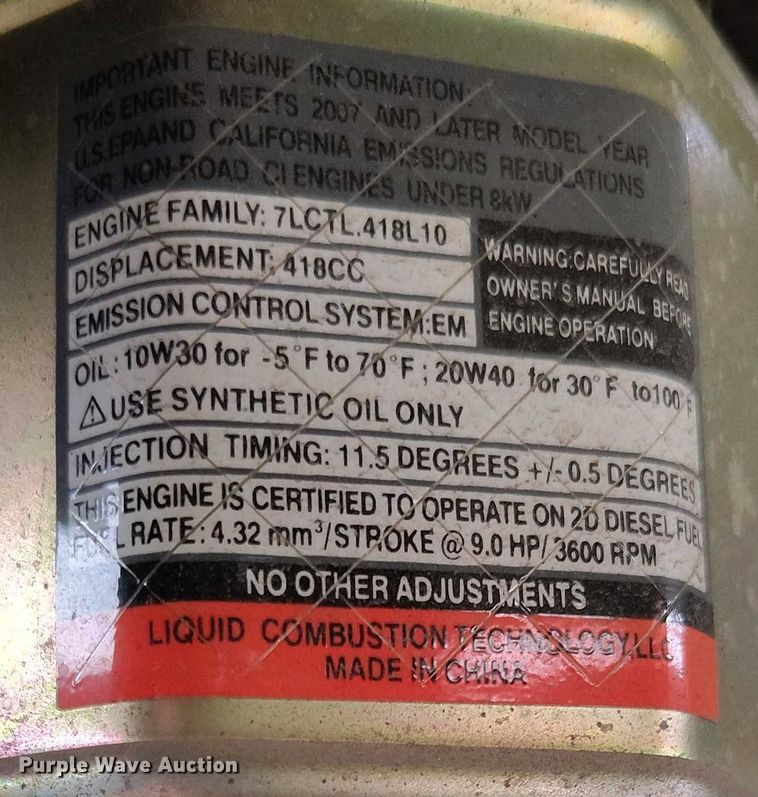 IMPORTANT ENGINE INFORMATION:
THIS ENGINE MEETS 2007 AND LATER MODEL YEAR
U.S.EPAAND CALIFORNIA EMISSIONS REGULATIONS
FOR NON-ROAD CI ENGINES UNDER 8kW.
ENGINE FAMILY: 7LCTL.418L10
DISPLACEMENT: 418CC
EMISSION CONTROL SYSTEM:EM
WARNING:CAREFULLY READ
OWNER'S MANUAL BEFORE
ENGINE OPERATION
OIL:10W30 for -5°F to 70°F; 20W40 for 30°F to100°F
⚠USE SYNTHETIC OIL ONLY
INJECTION TIMING: 11.5 DEGREES +/- 0.5 DEGREES
THIS ENGINE IS CERTIFIED TO OPERATE ON 2D DIESEL FUEL
FUEL RATE: 4.32 mm³/STROKE @ 9.0 HP/ 3600 RPM
NO OTHER ADJUSTMENTS
LIQUID COMBUSTION TECHNOLOGY,LLC
MADE IN CHINA
Purple Wave Auction